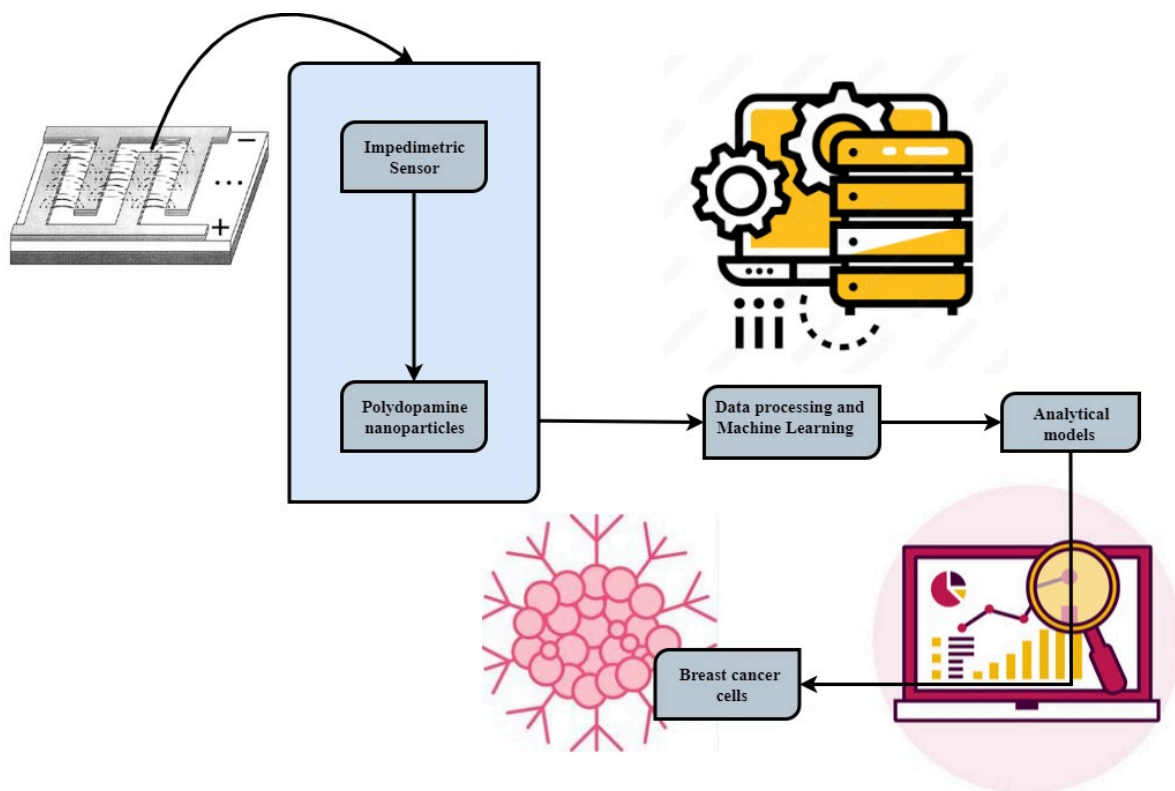 Impedimetric
Sensor
−
...
+
Polydopamine
nanoparticles
Data processing and
Machine Learning
Analytical
models
Breast cancer
cells